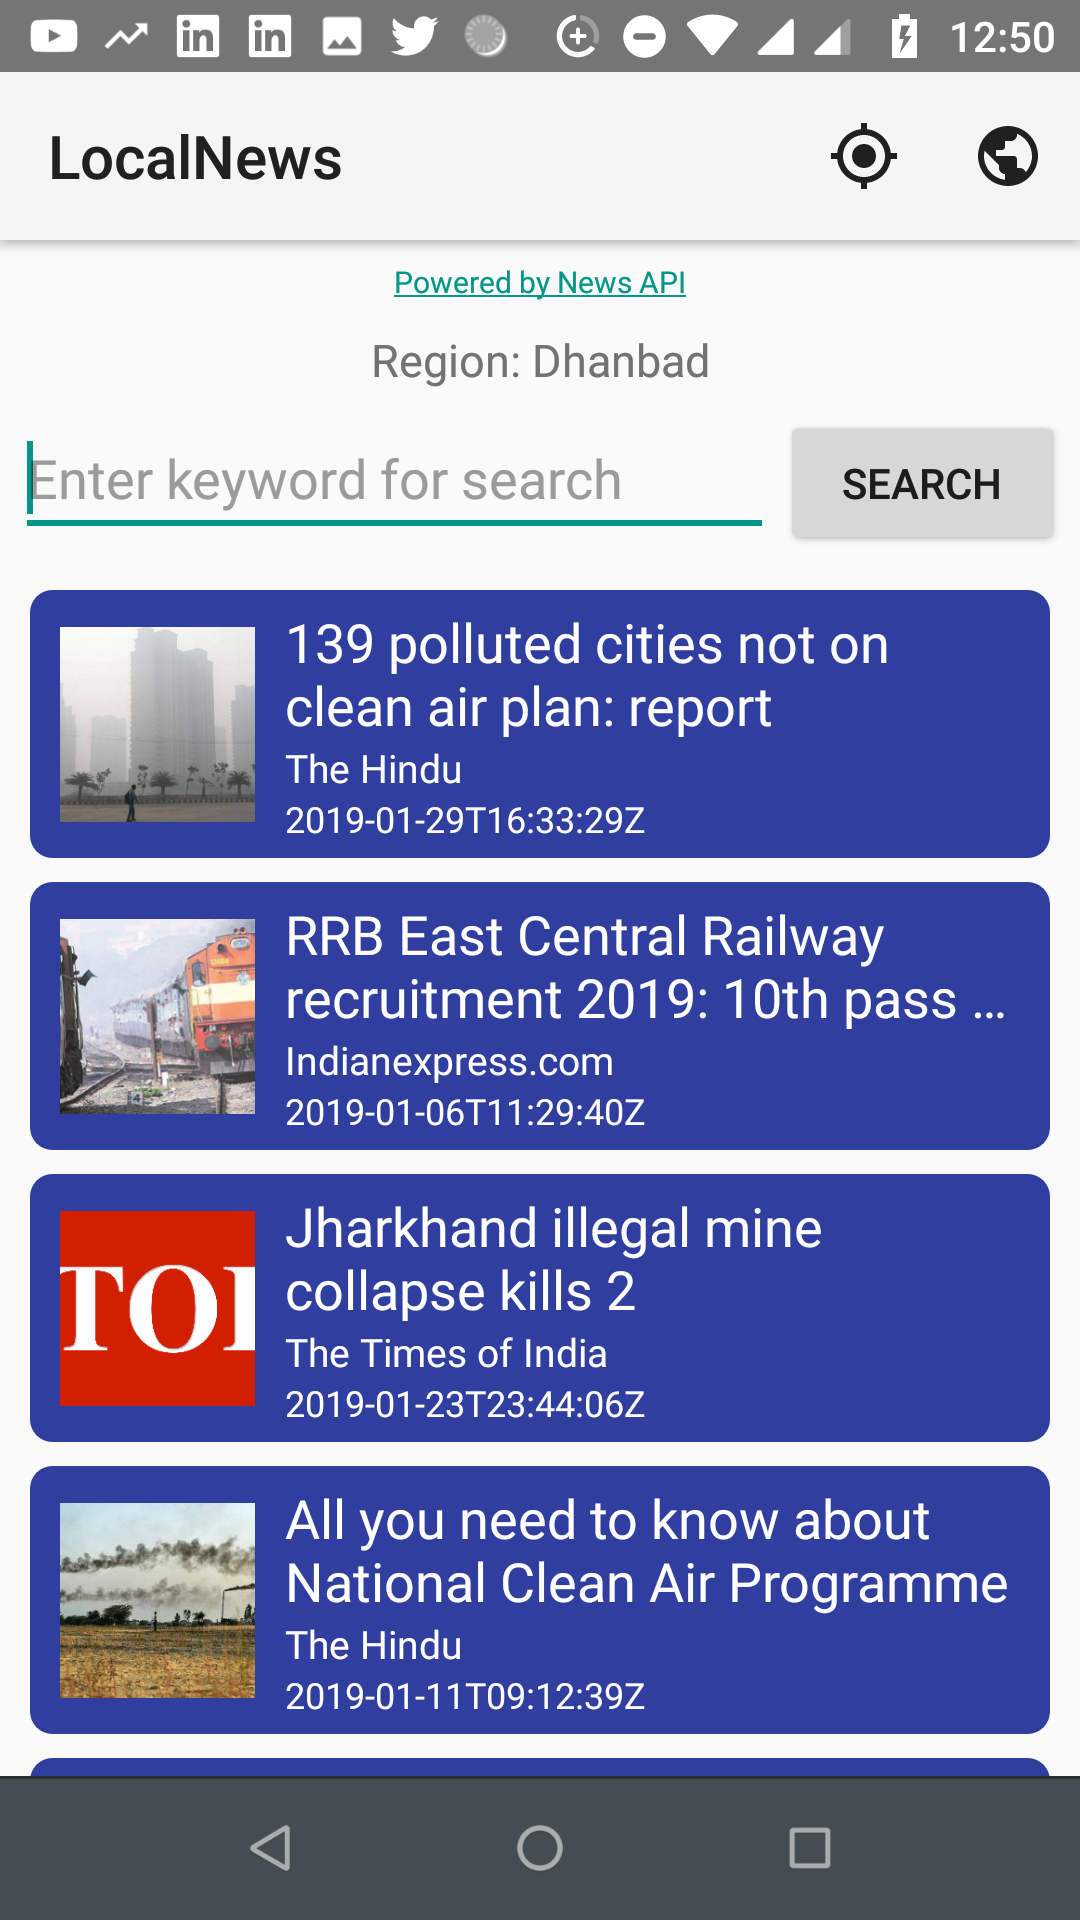 12:50
LocalNews
Powered by News API
Region: Dhanbad
Enter keyword for search
SEARCH
139 polluted cities not on
clean air plan: report
The Hindu
2019-01-29T16:33:29Z
RRB East Central Railway
recruitment 2019: 10th pass ...
Indianexpress.com
2019-01-06T11:29:40Z
TOI
Jharkhand illegal mine
collapse kills 2
The Times of India
2019-01-23T23:44:06Z
All you need to know about
National Clean Air Programme
The Hindu
2019-01-11T09:12:39Z